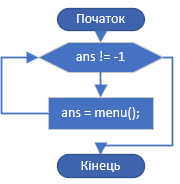 Початок
ans != -1
ans = menu();
Кінець